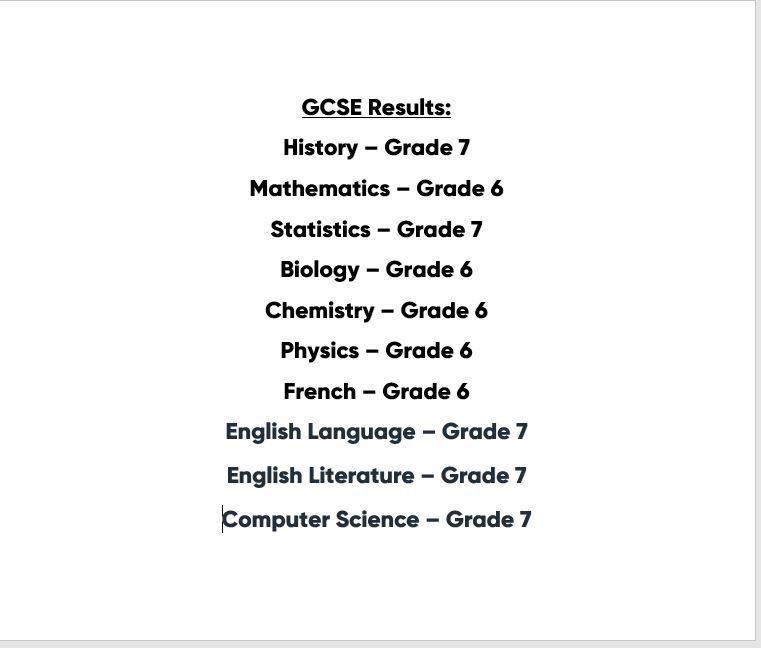 GCSE Results:
History – Grade 7
Mathematics – Grade 6
Statistics – Grade 7
Biology – Grade 6
Chemistry – Grade 6
Physics – Grade 6
French – Grade 6
English Language – Grade 7
English Literature – Grade 7
Computer Science – Grade 7